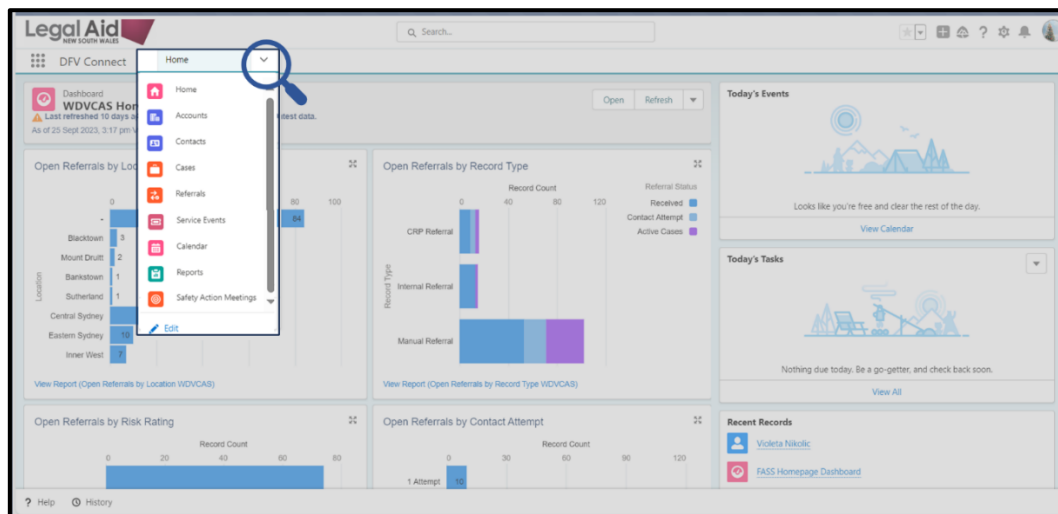 Legal Aid
NEW SOUTH WALES
Search...
DFV Connect
Home
Home
Accounts
Contacts
Cases
Referrals
Service Events
Calendar
Reports
Safety Action Meetings
Edit
Dashboard
WDVCAS
Last refreshed 10 days
test data.
As of 25 Sept 2023, 3:17 pm
Open
Refresh
Open Referrals by
0
80
100
Location
-
84
Blacktown
3
Mount Druitt
2
Bankstown
1
Sutherland
1
Central Sydney
Eastern Sydney
10
Inner West
7
View Report (Open Referrals by Location WDVCAS)
Open Referrals by Record Type
Record Count
0
40
80
120
Record Type
CRP Referral
Internal Referral
Manual Referral
Referral Status
Received
Contact Attempt
Active Cases
View Report (Open Referrals by Record Type WDVCAS)
Open Referrals by Risk Rating
Record Count
0
20
40
60
80
Open Referrals by Contact Attempt
Record Count
0
30
60
90
120
1 Attempt
10
Today's Events
Looks like you're free and clear the rest of the day.
View Calendar
Today's Tasks
Nothing due today. Be a go-getter, and check back soon.
View All
Recent Records
Violeta Nikolic
FASS Homepage Dashboard
? Help
History